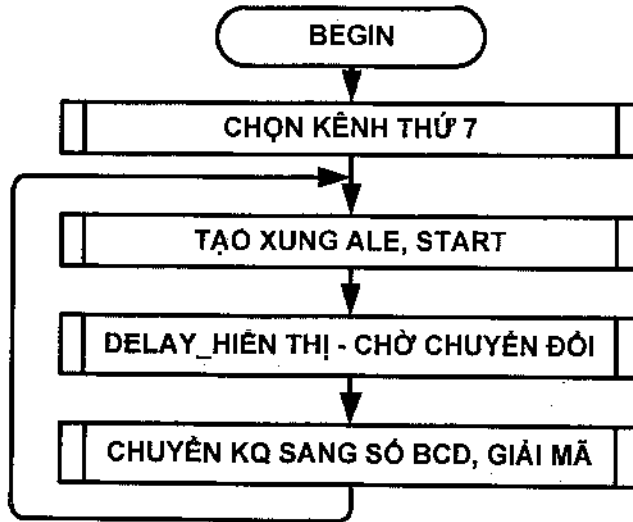 BEGIN
CHỌN KÊNH THỨ 7
TẠO XUNG ALE, START
DELAY_HIỂN THỊ - CHỜ CHUYỂN ĐỔI
CHUYỂN KQ SANG SỐ BCD, GIẢI MÃ